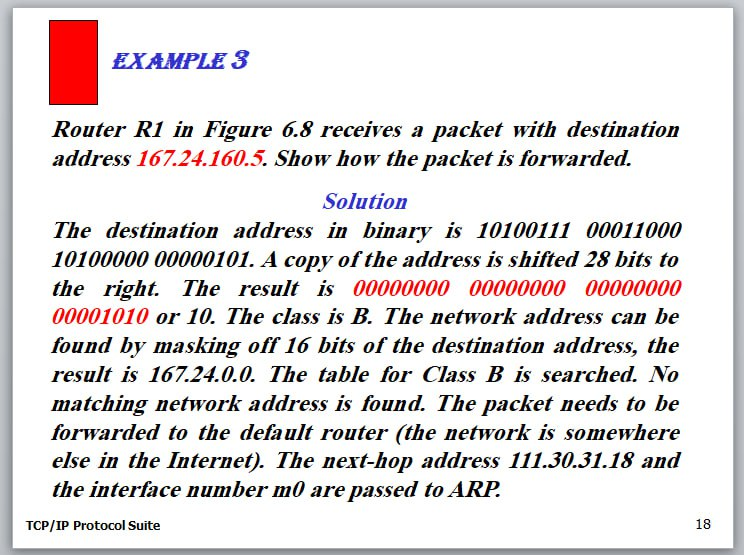 EXAMPLE 3
Router R1 in Figure 6.8 receives a packet with destination
address 167.24.160.5. Show how the packet is forwarded.
Solution
The destination address in binary is 10100111 00011000
10100000 00000101. A copy of the address is shifted 28 bits to
the right. The result is 00000000 00000000 00000000
00001010 or 10. The class is B. The network address can be
found by masking off 16 bits of the destination address, the
result is 167.24.0.0. The table for Class B is searched. No
matching network address is found. The packet needs to be
forwarded to the default router (the network is somewhere
else in the Internet). The next-hop address 111.30.31.18 and
the interface number m0 are passed to ARP.
TCP/IP Protocol Suite
18